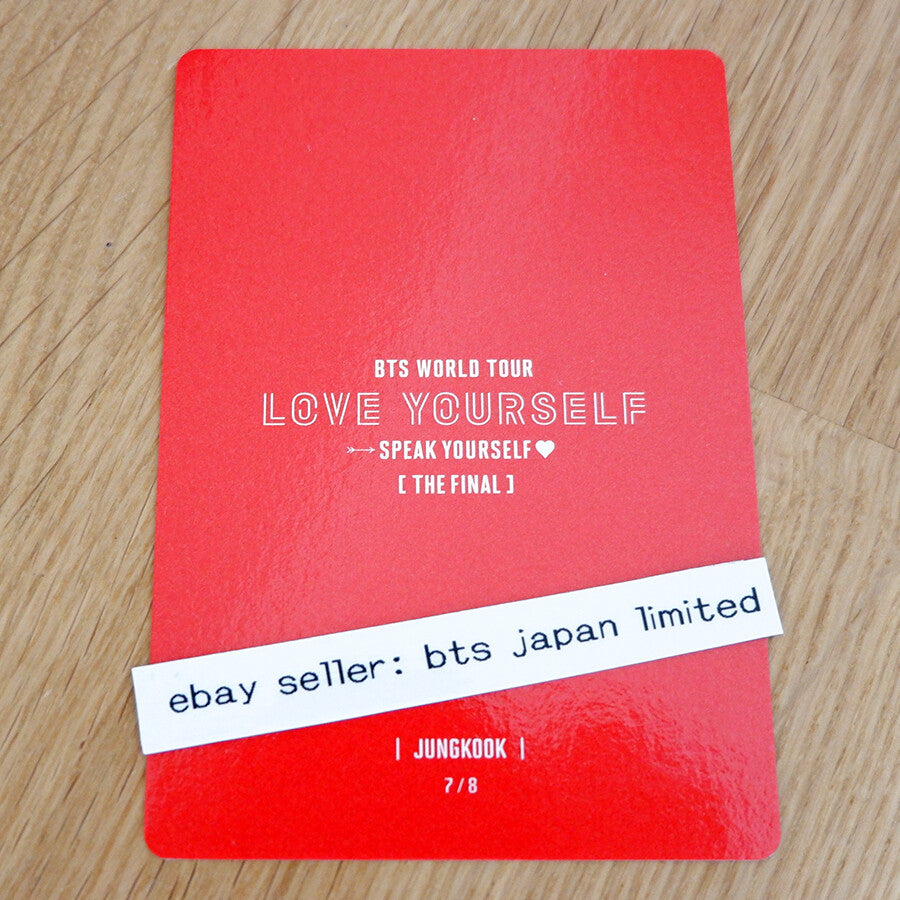 BTS WORLD TOUR
LOVE YOURSELF
SPEAK YOURSELF
[ THE FINAL ]
ebay seller: bts japan limited
| JUNGKOOK |
7/8